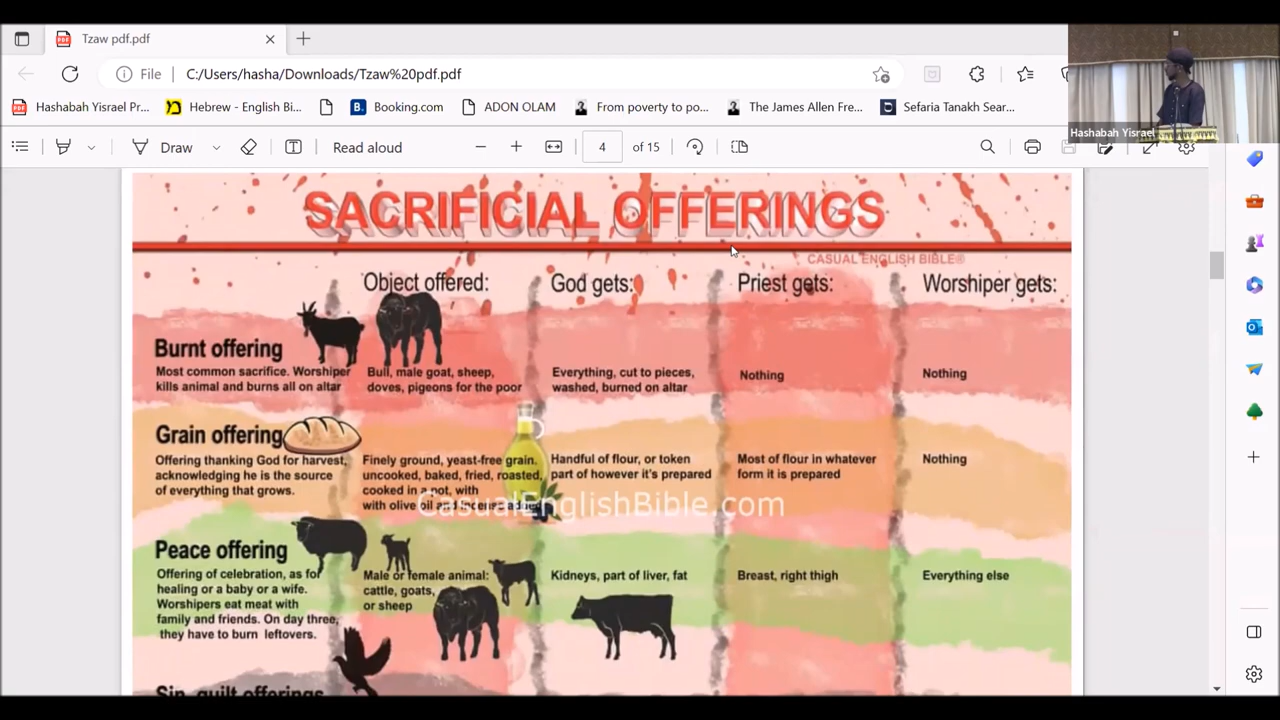 Tzaw pdf.pdf
File
C:/Users/hasha/Downloads/Tzaw%20pdf.pdf
Hashabah Yisrael Pr...
Hebrew - English Bi...
Booking.com
ADON OLAM
From poverty to po...
The James Allen Fre...
Sefaria Tanakh Sear...
Hashabah Yisrael
Draw
Read aloud
4
of 15
SACRIFICIAL OFFERINGS
CASUAL ENGLISH BIBLE®
Object offered:
God gets:
Priest gets:
Worshiper gets:
Burnt offering
Most common sacrifice. Worshiper
kills animal and burns all on altar
Bull, male goat, sheep,
doves, pigeons for the poor
Everything, cut to pieces,
washed, burned on altar
Nothing
Nothing
Grain offering
Offering thanking God for harvest,
acknowledging he is the source
of everything that grows.
Finely ground, yeast-free grain.
uncooked, baked, fried, roasted,
cooked in a pot, with
with olive oil and incense added
Handful of flour, or token
part of however it's prepared
Most of flour in whatever
form it is prepared
Nothing
CasualEnglishBible.com
Peace offering
Offering of celebration, as for
healing or a baby or a wife.
Worshipers eat meat with
family and friends. On day three,
they have to burn leftovers.
Male or female animal:
cattle, goats,
or sheep
Kidneys, part of liver, fat
Breast, right thigh
Everything else
Sin, guilt offerings